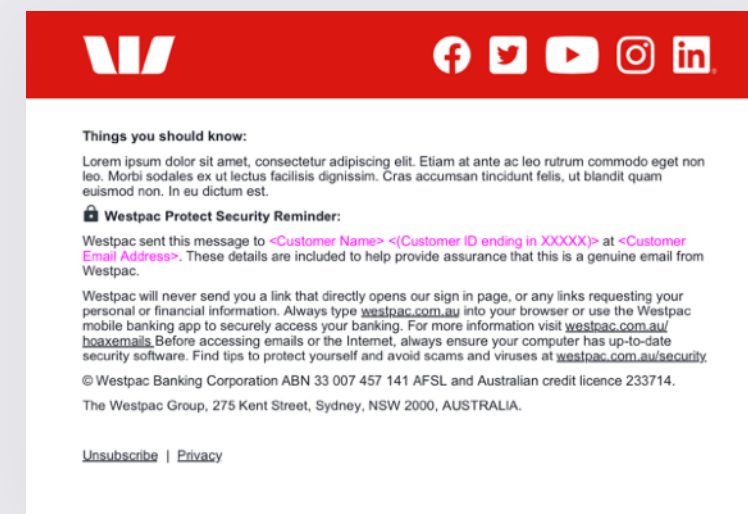 Things you should know:
Lorem ipsum dolor sit amet, consectetur adipiscing elit. Etiam at ante ac leo rutrum commodo eget non
leo. Morbi sodales ex ut lectus facilisis dignissim. Cras accumsan tincidunt felis, ut blandit quam
euismod non. In eu dictum est.
Westpac Protect Security Reminder:
Westpac sent this message to <Customer Name> <(Customer ID ending in XXXXX)> at <Customer
Email Address>. These details are included to help provide assurance that this is a genuine email from
Westpac.
Westpac will never send you a link that directly opens our sign in page, or any links requesting your
personal or financial information. Always type westpac.com.au into your browser or use the Westpac
mobile banking app to securely access your banking. For more information visit westpac.com.au/
hoaxemails Before accessing emails or the Internet, always ensure your computer has up-to-date
security software. Find tips to protect yourself and avoid scams and viruses at westpac.com.au/security
© Westpac Banking Corporation ABN 33 007 457 141 AFSL and Australian credit licence 233714.
The Westpac Group, 275 Kent Street, Sydney, NSW 2000, AUSTRALIA.
Unsubscribe | Privacy